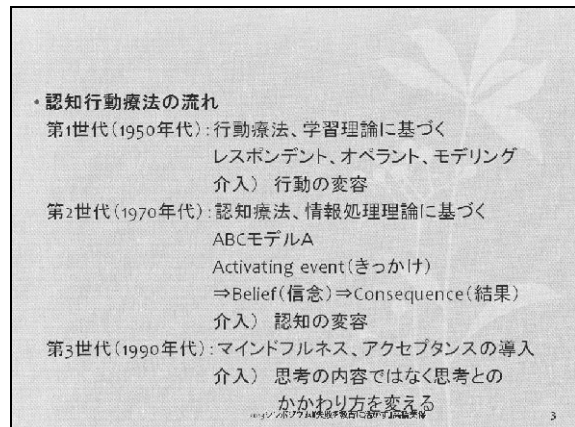 ・認知行動療法の流れ
第1世代(1950年代):行動療法、学習理論に基づく
レスポンデント、オペラント、モデリング
介入) 行動の変容
第2世代(1970年代):認知療法、情報処理理論に基づく
ABCモデルA
Activating event(きっかけ)
⇒Belief(信念)⇒Consequence(結果)
介入) 認知の変容
第3世代(1990年代):マインドフルネス、アクセプタンスの導入
介入) 思考の内容ではなく思考との
かかわり方を変える
3